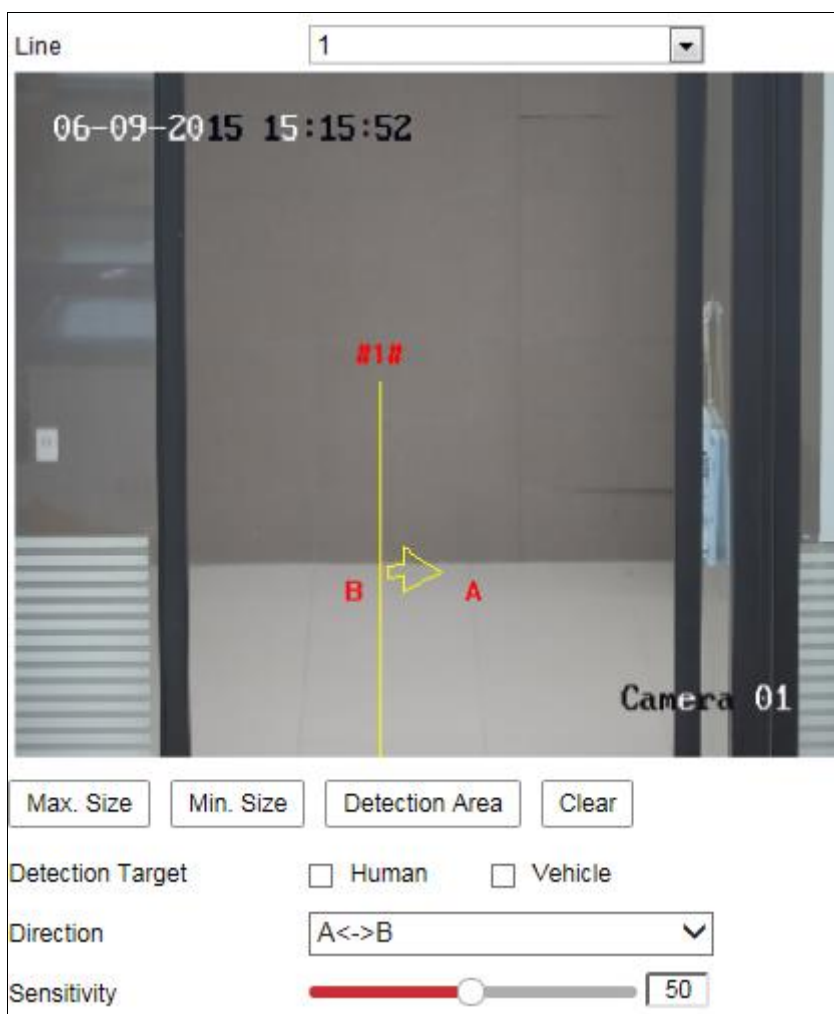 Line 1
06-09-2015 15:15:52
#1#
B A
Camera 01
Max. Size Min. Size Detection Area Clear
Detection Target Human Vehicle
Direction A<->B
Sensitivity 50